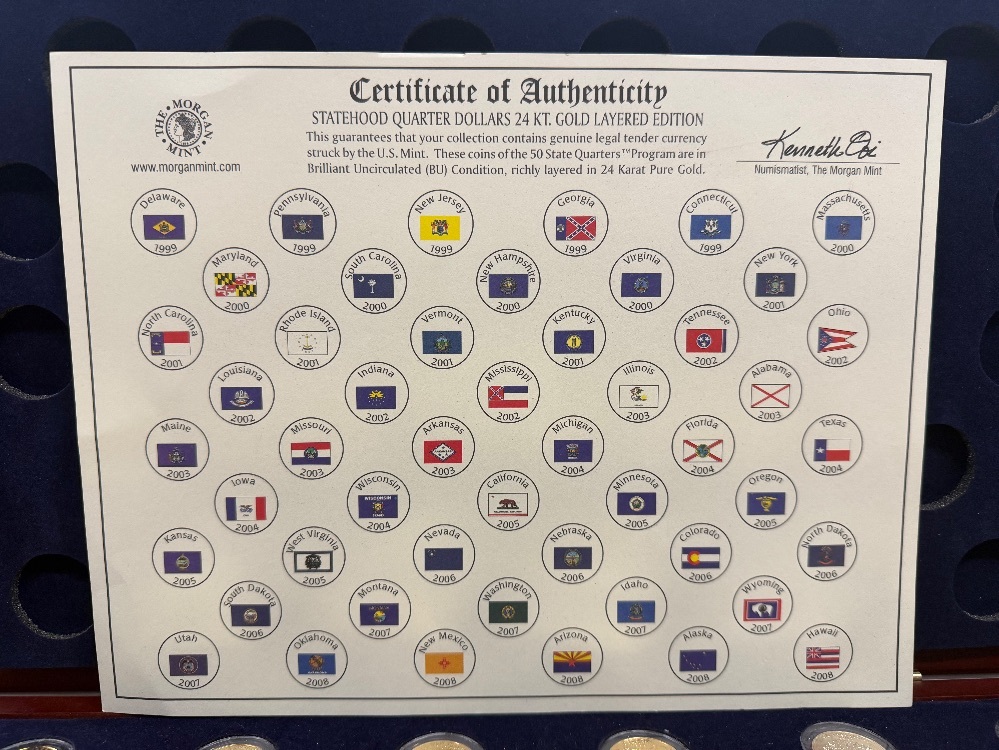 Certificate of Authenticity
STATEHOOD QUARTER DOLLARS 24 KT. GOLD LAYERED EDITION
THE MORGAN MINT
www.morganmint.com
This guarantees that your collection contains genuine legal tender currency
struck by the U.S. Mint. These coins of the 50 State Quarters™ Program are in
Brilliant Uncirculated (BU) Condition, richly layered in 24 Karat Pure Gold.
Numismatist, The Morgan Mint
Delaware
1999
Pennsylvania
1999
New Jersey
1999
Georgia
1999
Connecticut
1999
Massachusetts
2000
Maryland
2000
South Carolina
2000
New Hampshire
2000
Virginia
2000
New York
2001
North Carolina
2001
Rhode Island
2001
Vermont
2001
Kentucky
2001
Tennessee
2002
Ohio
2002
Louisiana
2002
Indiana
2002
Mississippi
2002
Illinois
2003
Alabama
2003
Maine
2003
Missouri
2003
Arkansas
2003
Michigan
2004
Florida
2004
Texas
2004
Iowa
2004
Wisconsin
WISCONSIN
2004
California
2005
Minnesota
2005
Oregon
2005
Kansas
2005
West Virginia
2005
Nevada
2006
Nebraska
2006
Colorado
2006
North Dakota
2006
South Dakota
2006
Montana
2007
Washington
2007
Idaho
2007
Wyoming
2007
Utah
2007
Oklahoma
2008
New Mexico
2008
Arizona
2008
Alaska
2008
Hawaii
2008